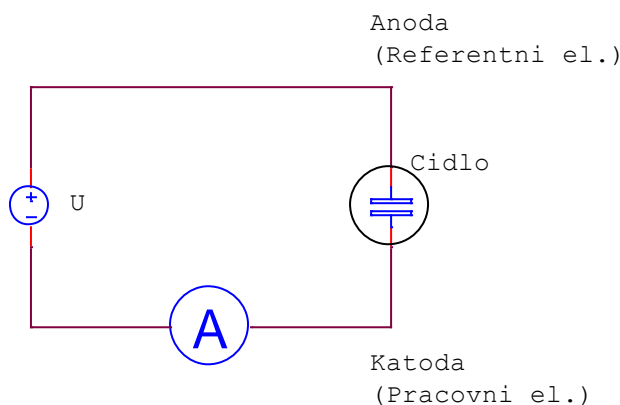 Anoda
(Referentni el.)
Cidlo
+
U
-
A
Katoda
(Pracovni el.)